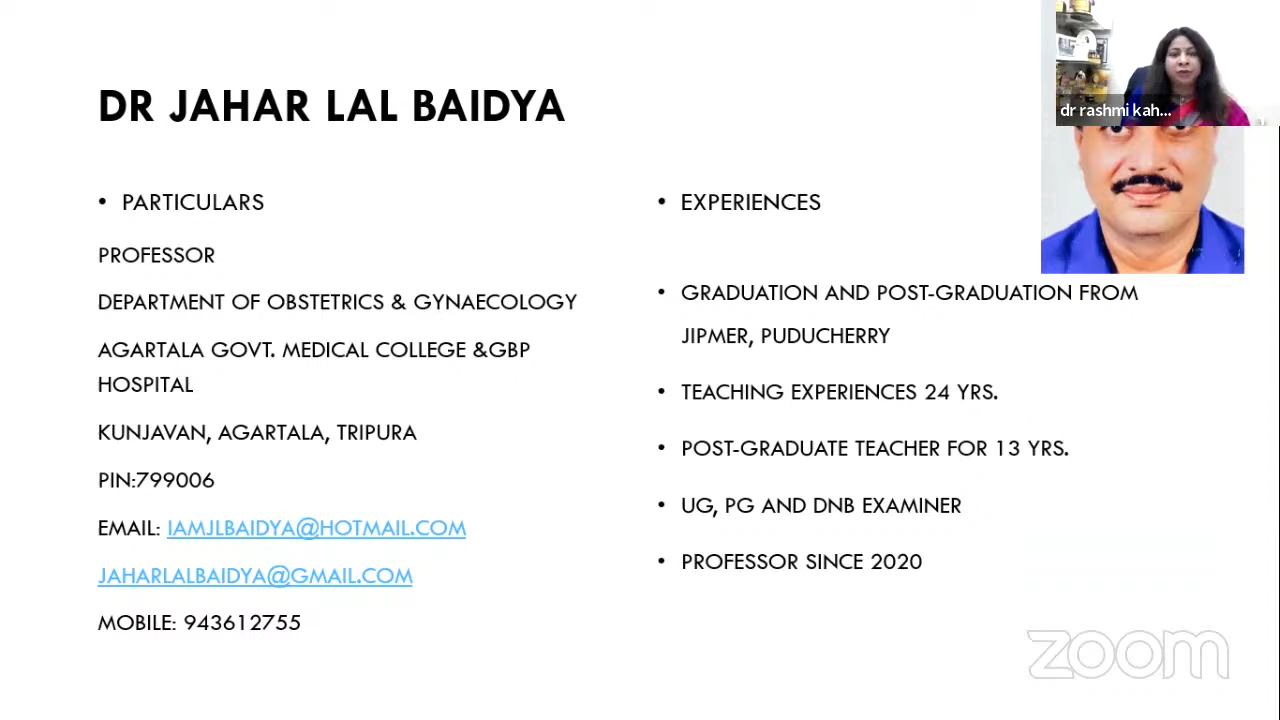 dr rashmi kah...
DR JAHAR LAL BAIDYA
• PARTICULARS
PROFESSOR
DEPARTMENT OF OBSTETRICS & GYNAECOLOGY
AGARTALA GOVT. MEDICAL COLLEGE &GBP
HOSPITAL
KUNJAVAN, AGARTALA, TRIPURA
PIN:799006
EMAIL: IAMJLBAIDYA@HOTMAIL.COM
JAHARLALBAIDYA@GMAIL.COM
MOBILE: 943612755
• EXPERIENCES
• GRADUATION AND POST-GRADUATION FROM
JIPMER, PUDUCHERRY
• TEACHING EXPERIENCES 24 YRS.
• POST-GRADUATE TEACHER FOR 13 YRS.
• UG, PG AND DNB EXAMINER
• PROFESSOR SINCE 2020
zoom